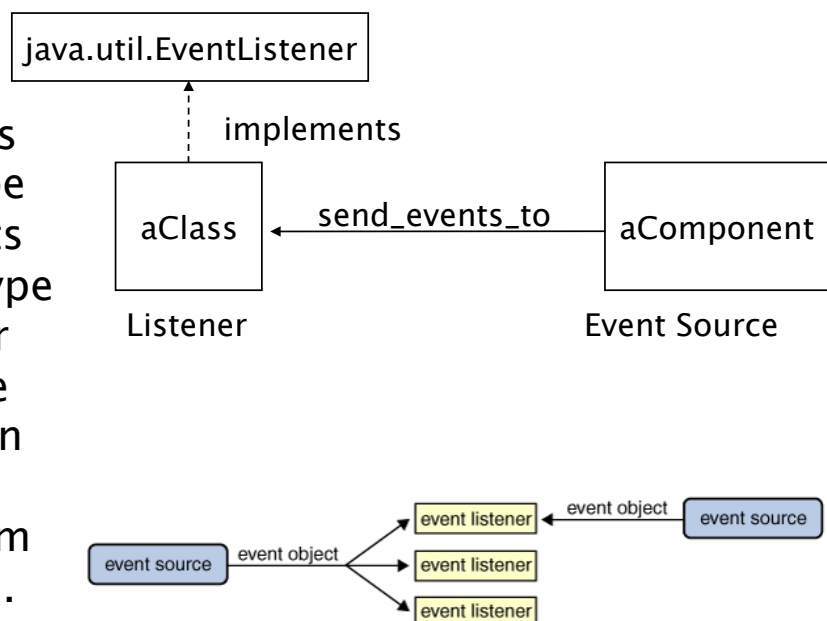 java.util.EventListener
implements
aClass
send_events_to
aComponent
Listener
Event Source
event listener
event object
event source
event source
event object
event listener
event listener